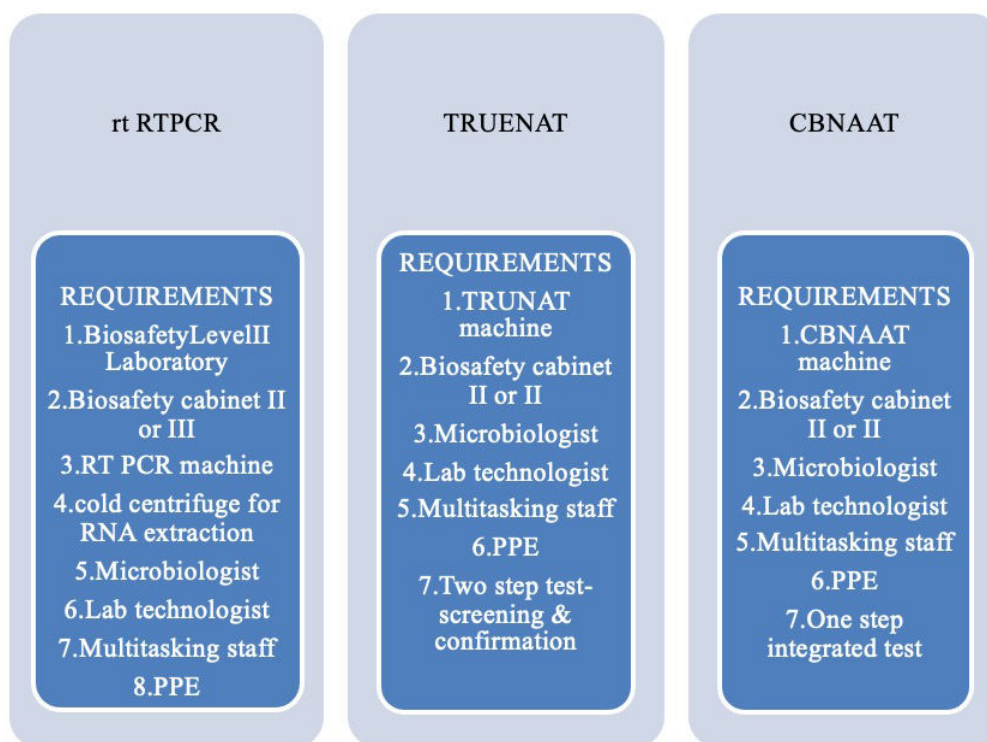 rt RTPCR
REQUIREMENTS
1.BiosafetyLevelII
Laboratory
2.Biosafety cabinet II
or III
3.RT PCR machine
4.cold centrifuge for
RNA extraction
5.Microbiologist
6.Lab technologist
7.Multitasking staff
8.PPE
TRUENAT
REQUIREMENTS
1.TRUNAT
machine
2.Biosafety cabinet
II or II
3.Microbiologist
4.Lab technologist
5.Multitasking staff
6.PPE
7.Two step test-
screening &
confirmation
CBNAAT
REQUIREMENTS
1.CBNAAT
machine
2.Biosafety cabinet
II or II
3.Microbiologist
4.Lab technologist
5.Multitasking staff
6.PPE
7.One step
integrated test